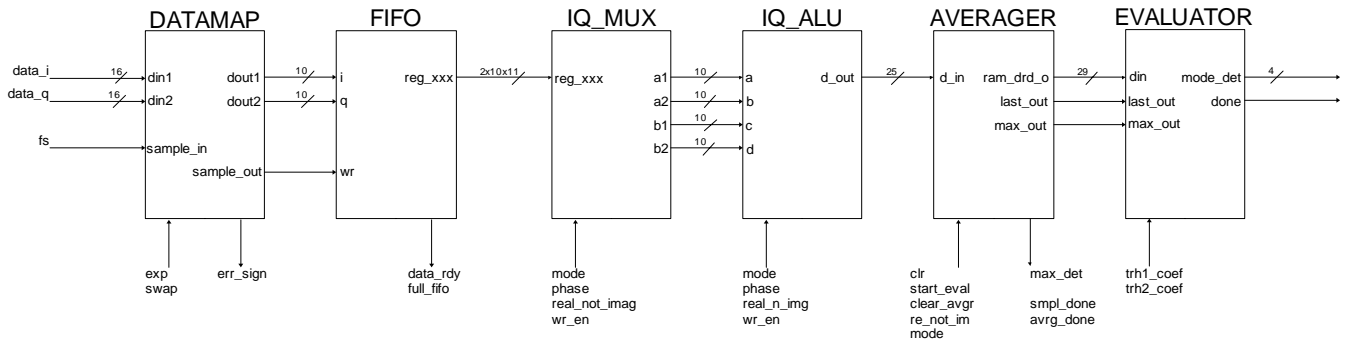 DATAMAP FIFO IQ_MUX IQ_ALU AVERAGER EVALUATOR
data_i 16 din1 dout1 10 i reg_xxx 2x10x11 reg_xxx a1 10 a d_out 25 d_in ram_drd_o 29 din mode_det 4
data_q 16 din2 dout2 10 q a2 10 b last_out last_out done
b1 10 c max_out max_out
fs sample_in b2 10 d
sample_out wr
exp err_sign data_rdy mode mode clr max_det trh1_coef
swap full_fifo phase phase start_eval trh2_coef
real_not_imag real_n_img clear_avgr smpl_done
wr_en wr_en re_not_im avrg_done
mode